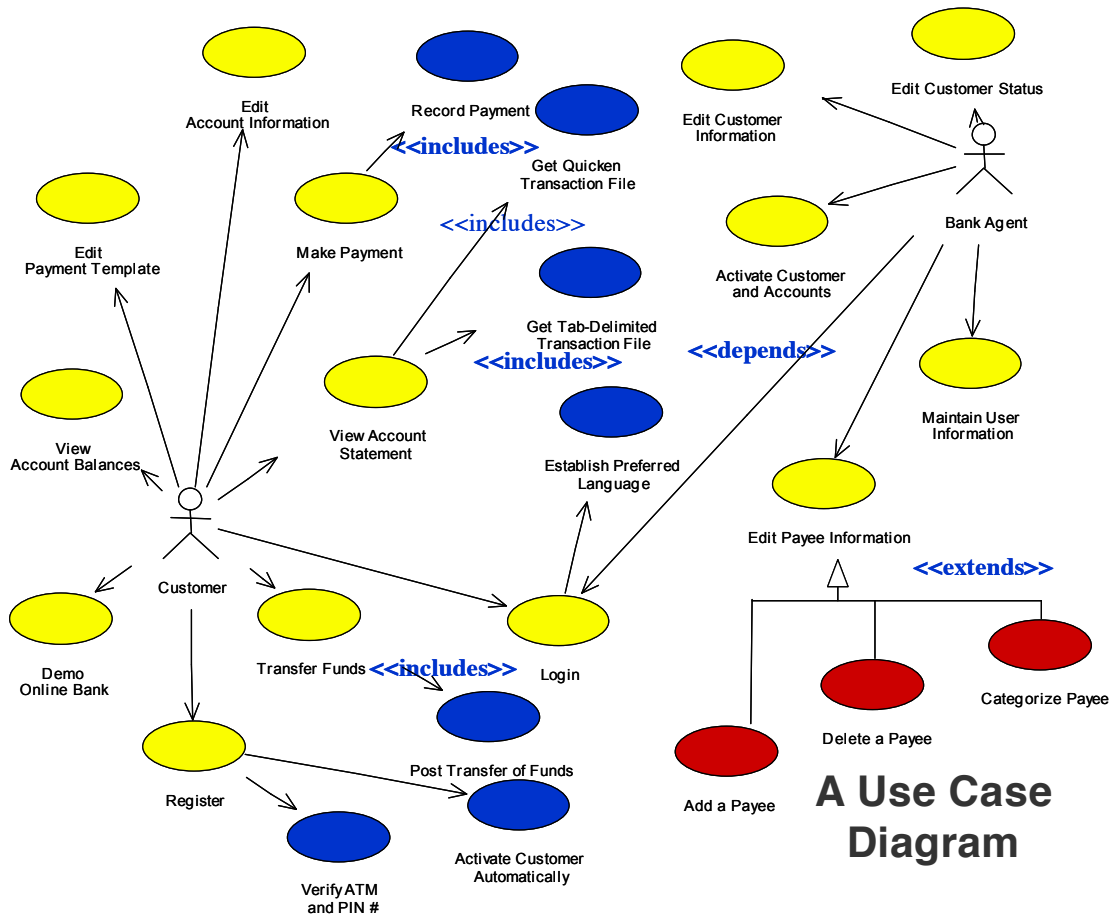 Edit
Account Information
Record Payment
<<includes>>
Get Quicken
Transaction File
Edit Customer
Information
Edit Customer Status
Bank Agent
Edit
Payment Template
Make Payment
<<includes>>
Activate Customer
and Accounts
Get Tab-Delimited
Transaction File
<<includes>>
<<depends>>
View
Account Balances
View Account
Statement
Establish Preferred
Language
Maintain User
Information
Edit Payee Information
<<extends>>
Customer
Demo
Online Bank
Transfer Funds
<<includes>>
Login
Categorize Payee
Delete a Payee
Add a Payee
Post Transfer of Funds
Register
Activate Customer
Automatically
Verify ATM
and PIN #
A Use Case
Diagram